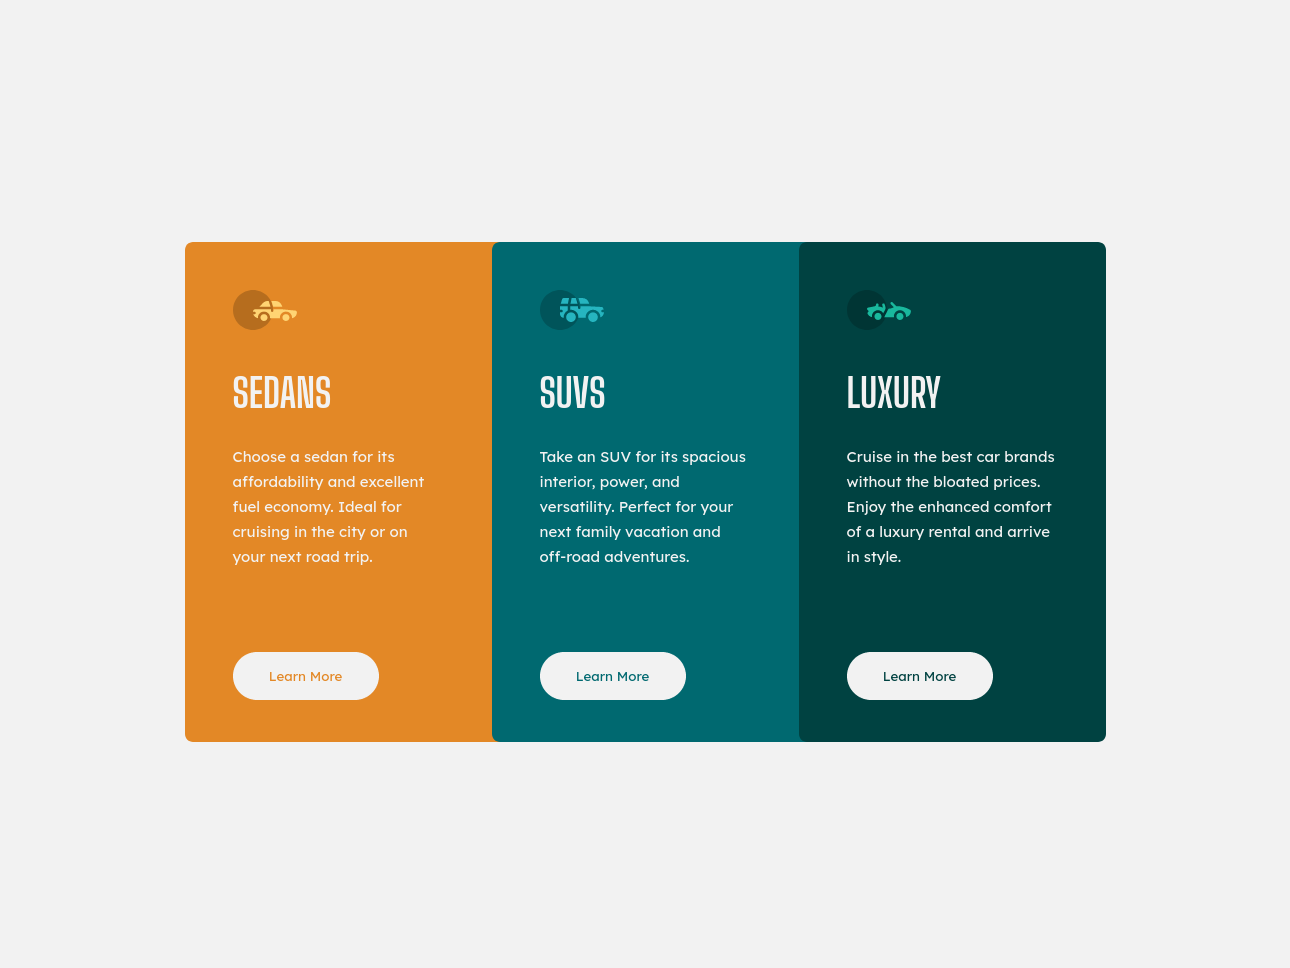 SEDANS
Choose a sedan for its
affordability and excellent
fuel economy. Ideal for
cruising in the city or on
your next road trip.
Learn More
SUVS
Take an SUV for its spacious
interior, power, and
versatility. Perfect for your
next family vacation and
off-road adventures.
Learn More
LUXURY
Cruise in the best car brands
without the bloated prices.
Enjoy the enhanced comfort
of a luxury rental and arrive
in style.
Learn More